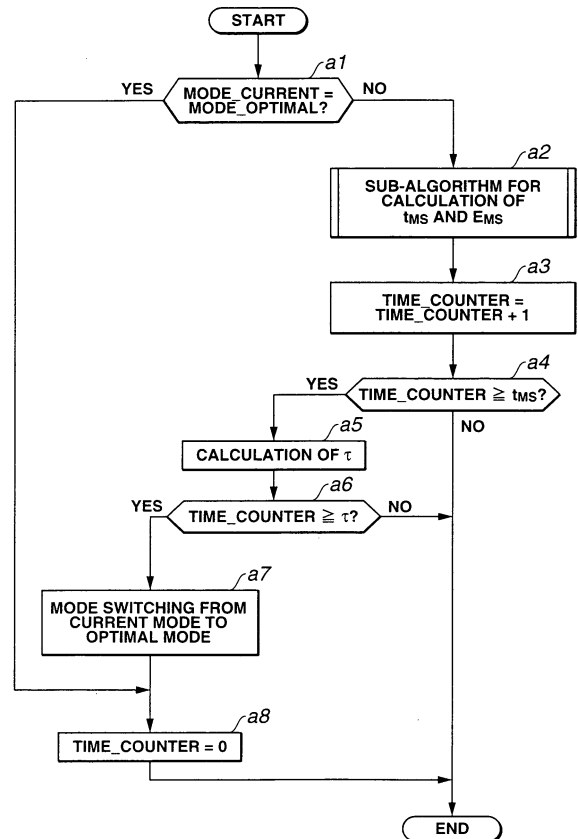 START
a1
YES
MODE_CURRENT =
MODE_OPTIMAL?
NO
a2
SUB-ALGORITHM FOR
CALCULATION OF
tMS AND EMS
a3
TIME_COUNTER =
TIME_COUNTER + 1
a4
YES
TIME_COUNTER ≧ tMS?
NO
a5
CALCULATION OF τ
a6
YES
TIME_COUNTER ≧ τ?
NO
a7
MODE SWITCHING FROM
CURRENT MODE TO
OPTIMAL MODE
a8
TIME_COUNTER = 0
END